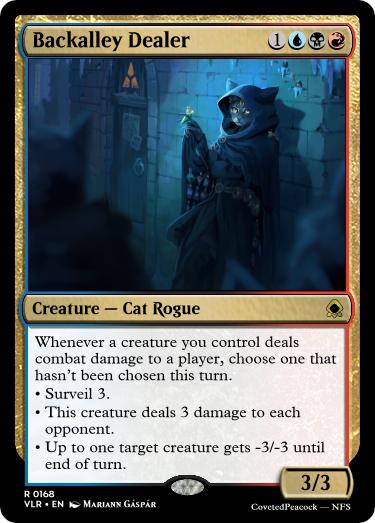 Backalley Dealer 1
Creature — Cat Rogue
Whenever a creature you control deals
combat damage to a player, choose one that
hasn't been chosen this turn.
• Surveil 3.
• This creature deals 3 damage to each
opponent.
• Up to one target creature gets -3/-3 until
end of turn.
3/3
R 0168
VLR • EN Mariann Gáspár
CovetedPeacock — NFS